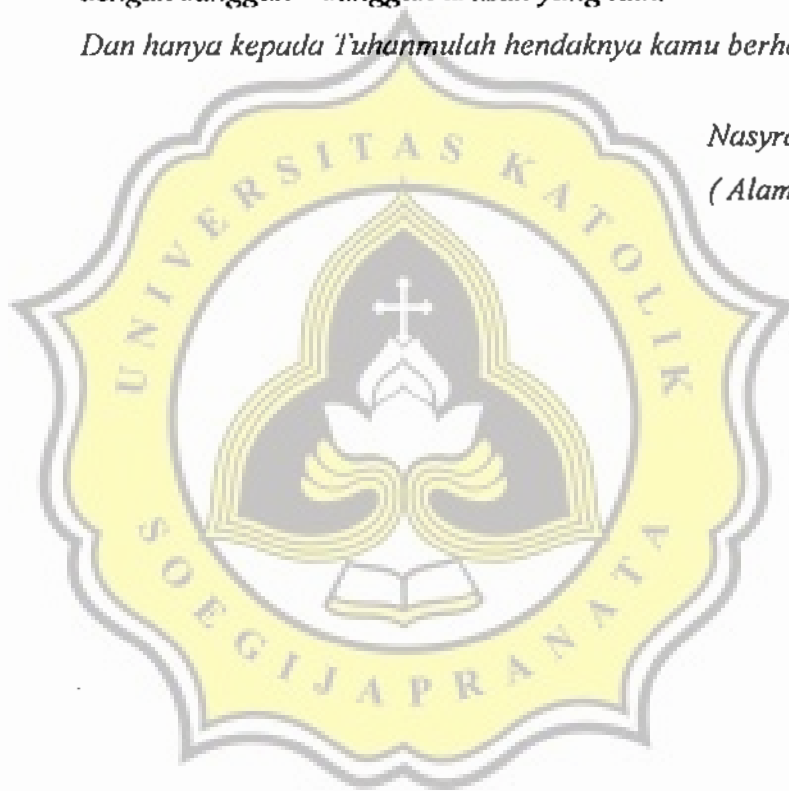 Dan hanya kepada Tuhanmulah hendaknya kamu berha
Nasyra
( Alam
UNIVERSITAS KATOLIK
SOEGIJAPRANATA